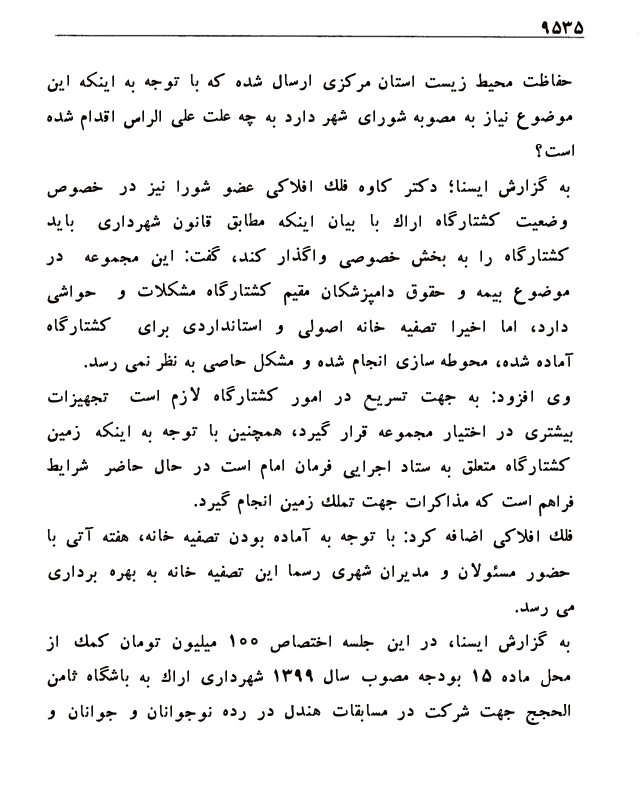 ۹۵۳۵
حفاظت محیط زیست استان مرکزی ارسال شده که با توجه به اینکه این
موضوع نیاز به مصوبه شورای شهر دارد به چه علت علی الراس اقدام شده
است؟
به گزارش ایسنا؛ دکتر کاوه فلك افلاکی عضو شورا نیز در خصوص
وضعیت کشتارگاه اراك با بیان اینکه مطابق قانون شهرداری باید
کشتارگاه را به بخش خصوصی واگذار کند، گفت: این مجموعه در
موضوع بیمه و حقوق دامپزشکان مقیم کشتارگاه مشکلات و حواشی
دارد، اما اخیرا تصفیه خانه اصولی و استانداردی برای کشتارگاه
آماده شده، محوطه سازی انجام شده و مشکل حاصی به نظر نمی رسد.
وی افزود: به جهت تسریع در امور کشتارگاه لازم است تجهیزات
بیشتری در اختیار مجموعه قرار گیرد، همچنین با توجه به اینکه زمین
کشتارگاه متعلق به ستاد اجرایی فرمان امام است در حال حاضر شرایط
فراهم است که مذاکرات جهت تملك زمین انجام گیرد.
فلك افلاکی اضافه کرد: با توجه به آماده بودن تصفیه خانه، هفته آتی با
حضور مسئولان و مدیران شهری رسما این تصفیه خانه به بهره برداری
می رسد.
به گزارش ایسنا، در این جلسه اختصاص ۱۰۰ میلیون تومان کمك از
محل ماده ۱۵ بودجه مصوب سال ۱۳۹۹ شهرداری اراك به باشگاه ثامن
الحجج جهت شرکت در مسابقات هندل در رده نوجوانان و جوانان و